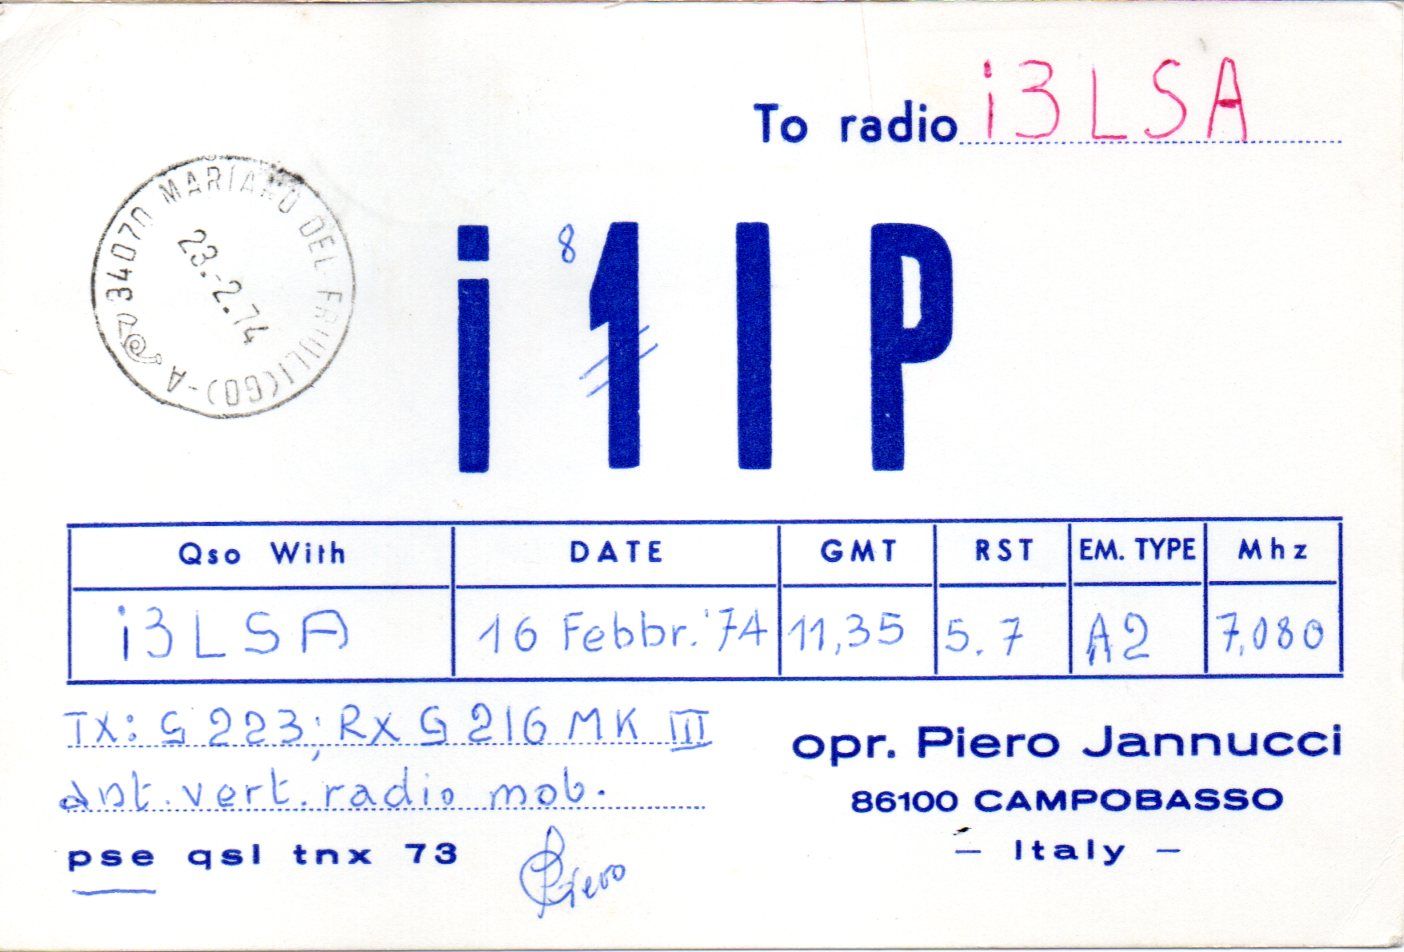 To radio i3LSA
34070 MARIANO DEL FRIULI (GO) - A
23.-2.74
8
i1IP
Qso With DATE GMT RST EM. TYPE Mhz
i3LSA 16 Febbr. '74 11,35 5.7 A2 7,080
TX: G 223; RX G 216 MK III
ant. vert. radio mob.
pse qsl tnx 73
Piero
opr. Piero Jannucci
86100 CAMPOBASSO
- Italy -